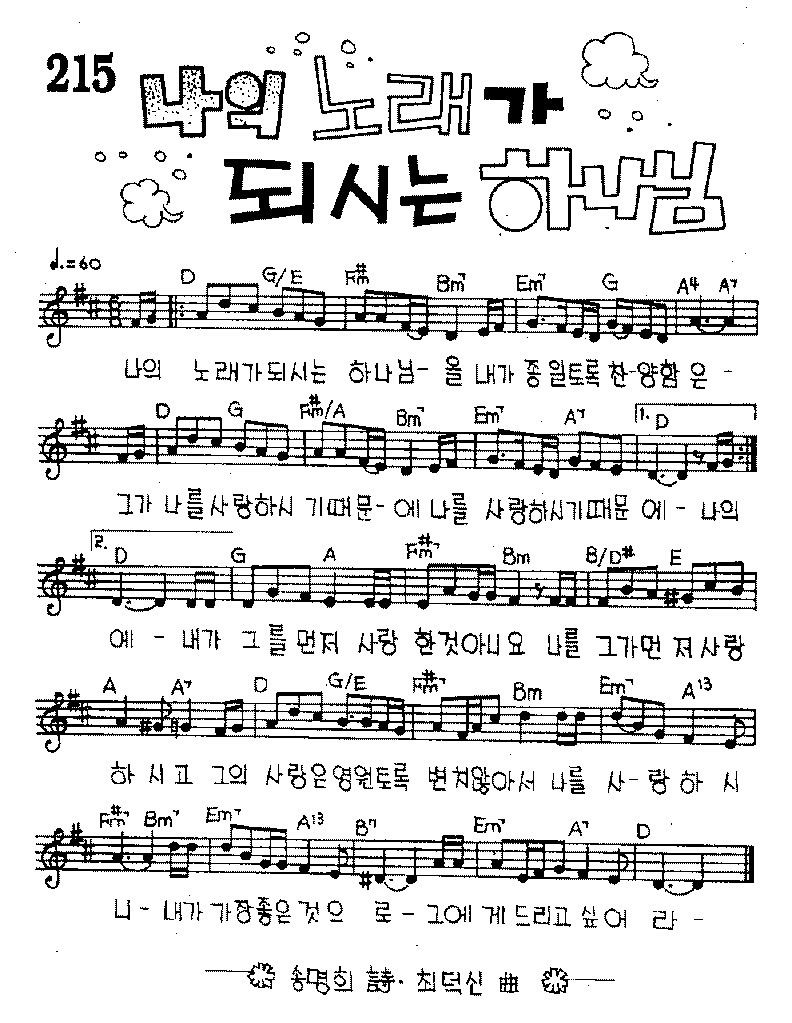 215
나의 노래가
되시는 하나님
♩.=60
D G/E F#m Bm7 Em7 G A4 A7
나의 노래가되시는 하나님- 을 내가 종일토록 찬-양함 은 -
D G F#m/A Bm7 Em7 A7 1. D
그가 나를사랑하시 기때문- 에 나를 사랑하시기때문 에 - 나의
2. D G A F#m7 Bm B/D# E
에 - 내가 그를먼저 사랑 한것아니요 나를 그가먼 저사랑
A A7 D G/E F#m7 Bm Em7 A13
하 시고 그의 사랑은영원토록 변치않아서 나를 사-랑 하 시
F#m7 Bm7 Em7 A13 B7 Em7 A7 D
니- 내가 가장좋은것으 로- 그에게드리고싶어 라 -
송명희 詩· 최덕신 曲